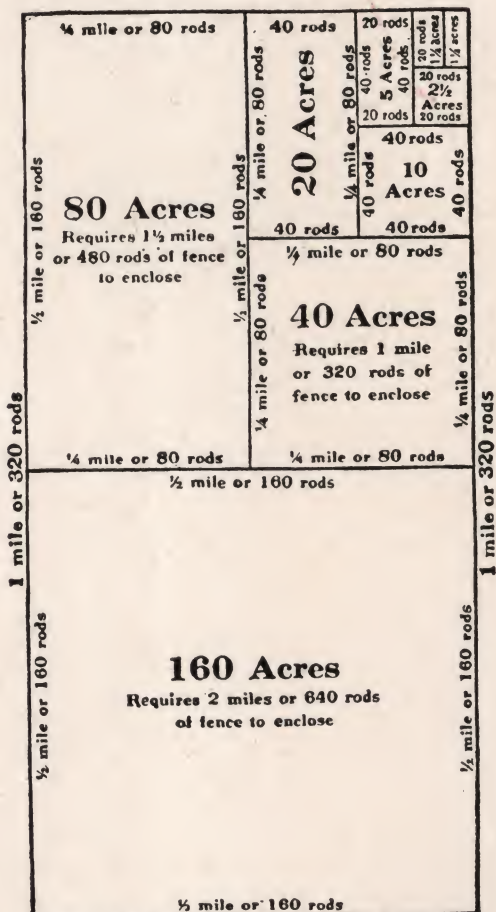 ¼ mile or 80 rods
½ mile or 160 rods
80 Acres
Requires 1½ miles
or 480 rods of fence
to enclose
½ mile or 160 rods
¼ mile or 80 rods
40 rods
¼ mile or 80 rods
20 Acres
¼ mile or 80 rods
40 rods
20 rods
40 rods
5 Acres
40 rods
20 rods
20 rods
1¼ acres
1¼ acres
20 rods
2½
Acres
20 rods
40 rods
40 rods
10
Acres
40 rods
40 rods
¼ mile or 80 rods
¼ mile or 80 rods
40 Acres
Requires 1 mile
or 320 rods of
fence to enclose
¼ mile or 80 rods
¼ mile or 80 rods
1 mile or 320 rods
1 mile or 320 rods
½ mile or 160 rods
½ mile or 160 rods
160 Acres
Requires 2 miles or 640 rods
of fence to enclose
½ mile or 160 rods
½ mile or 160 rods